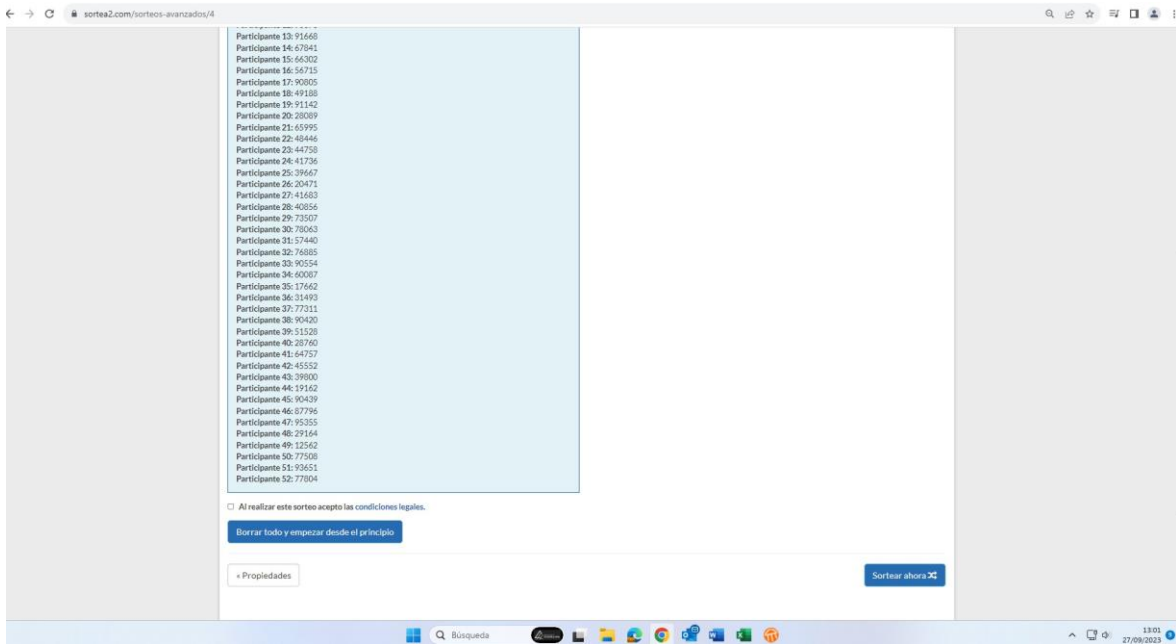 sortea2.com/sorteos-avanzados/4
Participante 13: 91668
Participante 14: 67841
Participante 15: 66302
Participante 16: 56715
Participante 17: 90805
Participante 18: 49188
Participante 19: 91142
Participante 20: 28089
Participante 21: 65995
Participante 22: 48446
Participante 23: 44758
Participante 24: 41736
Participante 25: 39667
Participante 26: 20471
Participante 27: 41683
Participante 28: 40856
Participante 29: 73507
Participante 30: 78063
Participante 31: 57440
Participante 32: 76885
Participante 33: 90554
Participante 34: 60087
Participante 35: 17662
Participante 36: 31493
Participante 37: 77311
Participante 38: 90420
Participante 39: 51528
Participante 40: 28760
Participante 41: 64757
Participante 42: 45552
Participante 43: 39800
Participante 44: 19162
Participante 45: 90439
Participante 46: 87796
Participante 47: 95355
Participante 48: 29164
Participante 49: 12562
Participante 50: 77508
Participante 51: 93651
Participante 52: 77804
Al realizar este sorteo acepto las condiciones legales.
Borrar todo y empezar desde el principio
« Propiedades
Sortear ahora
Búsqueda
13:01
27/09/2023